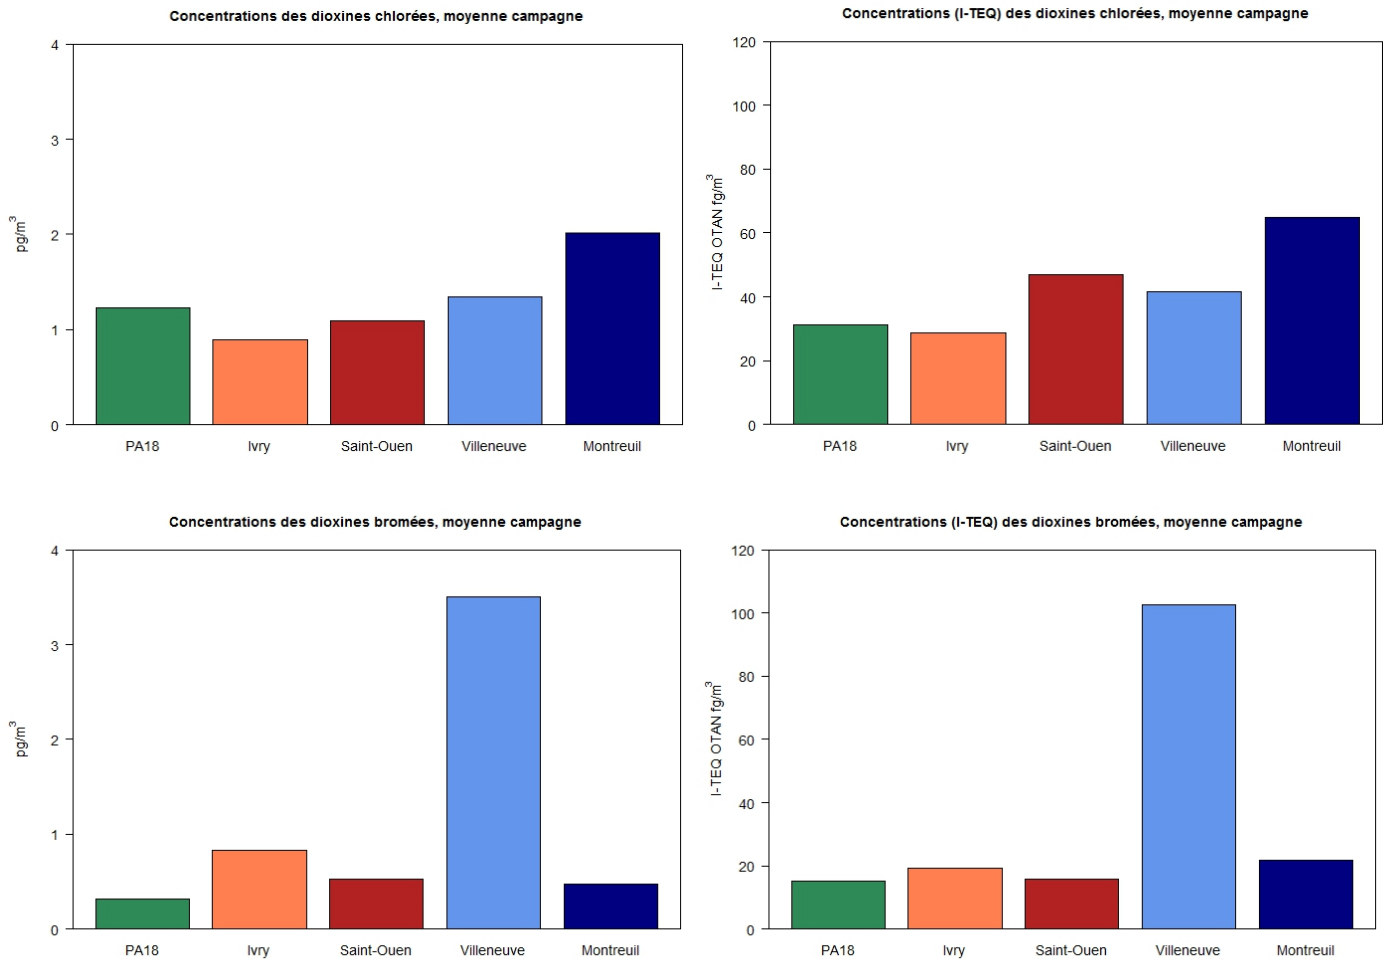 Concentrations des dioxines chlorées, moyenne campagne
4
3
2
1
0
pg/m³
PA18 Ivry Saint-Ouen Villeneuve Montreuil
Concentrations (I-TEQ) des dioxines chlorées, moyenne campagne
120
100
80
60
40
20
0
I-TEQ OTAN fg/m³
PA18 Ivry Saint-Ouen Villeneuve Montreuil
Concentrations des dioxines bromées, moyenne campagne
4
3
2
1
0
pg/m³
PA18 Ivry Saint-Ouen Villeneuve Montreuil
Concentrations (I-TEQ) des dioxines bromées, moyenne campagne
120
100
80
60
40
20
0
I-TEQ OTAN fg/m³
PA18 Ivry Saint-Ouen Villeneuve Montreuil